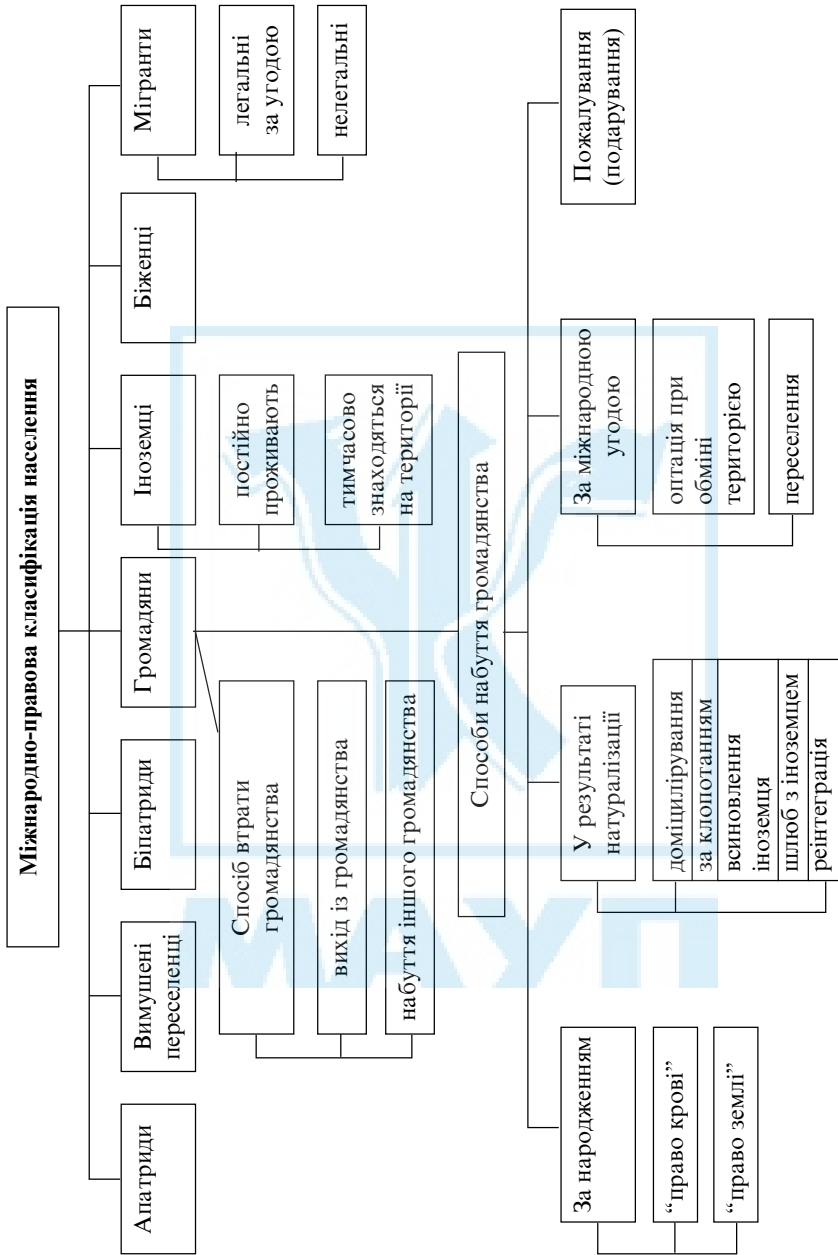 Міжнародно-правова класифікація населення
Апатриди
Вимушені
переселенці
Біпатриди
Громадяни
Іноземці
Біженці
Мігранти
Спосіб втрати
громадянства
вихід із громадянства
набуття іншого громадянства
постійно
проживають
тимчасово
знаходяться
на території
легальні
за угодою
нелегальні
Способи набуття громадянства
За народженням
“право крові”
“право землі”
У результаті
натуралізації
доміцилірування
за клопотанням
всиновлення
іноземця
шлюб з іноземцем
реінтеграція
За міжнародною
угодою
оптація при
обміні
територією
переселення
Пожалування
(подарування)
МАУП